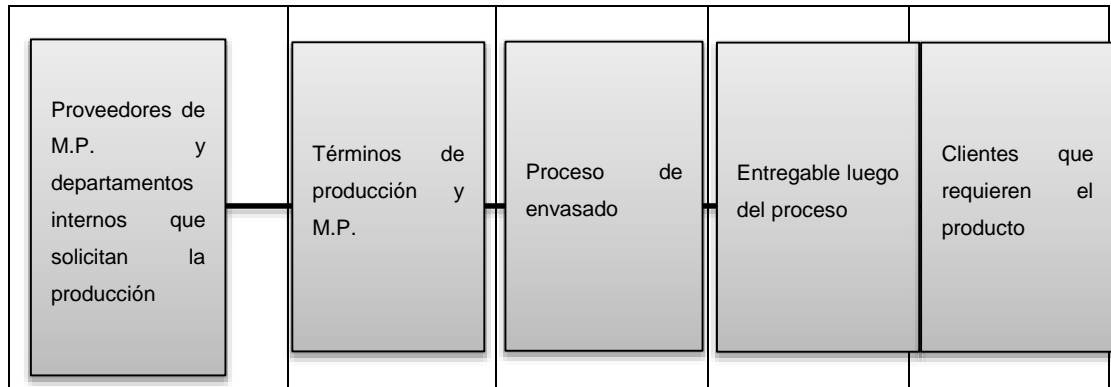 Proveedores de
M.P. y
departamentos
internos que
solicitan la
producción
Términos de
producción y
M.P.
Proceso de
envasado
Entregable luego
del proceso
Clientes que
requieren el
producto